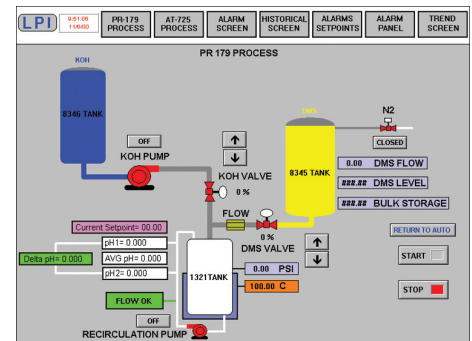 LPI
9:51:06
11/6/00
PR-179
PROCESS
AT-725
PROCESS
ALARM
SCREEN
HISTORICAL
SCREEN
ALARMS
SETPOINTS
ALARM
PANEL
TREND
SCREEN
PR 179 PROCESS
KOH
DMS
N2
8346 TANK
OFF
CLOSED
KOH PUMP
KOH VALVE
0 %
8345 TANK
0.00 DMS FLOW
###.## DMS LEVEL
###.## BULK STORAGE
FLOW
Current Setpoint= 00.00
0 %
DMS VALVE
RETURN TO AUTO
pH1= 0.000
Delta pH= 0.000
AVG pH= 0.000
pH2= 0.000
1321TANK
0.00 PSI
100.00 C
START
STOP
FLOW OK
OFF
RECIRCULATION PUMP